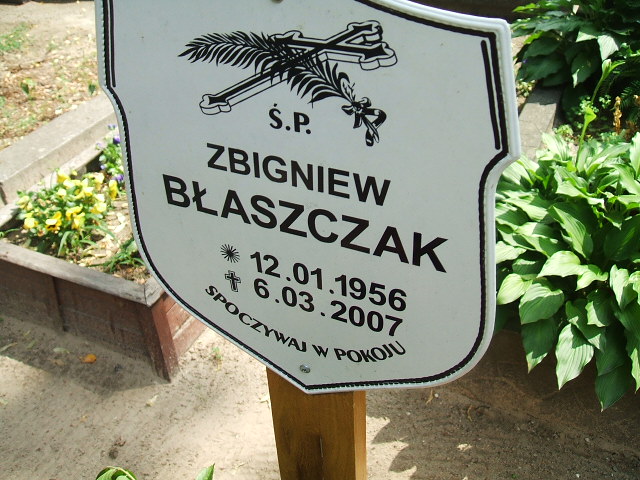 Ś.P.
ZBIGNIEW
BŁASZCZAK
12.01.1956
6.03.2007
SPOCZYWAJ W POKOJU